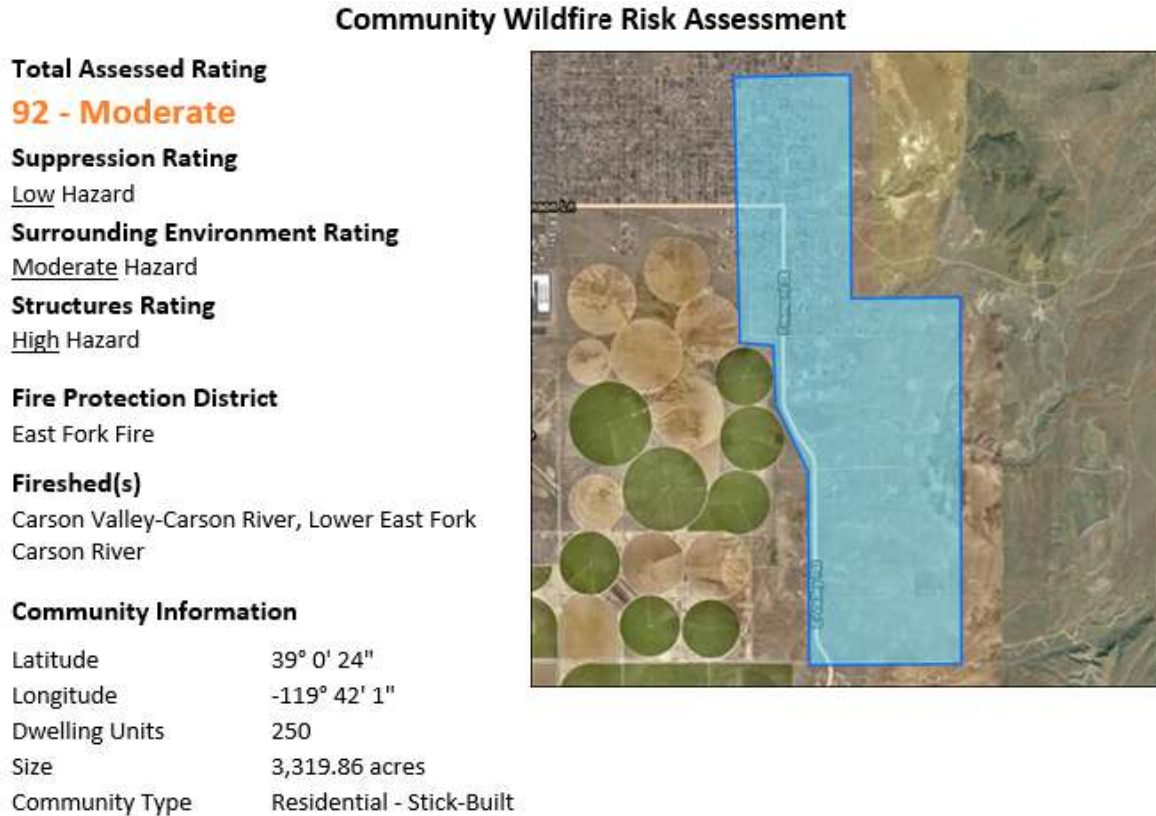 Community Wildfire Risk Assessment
Total Assessed Rating
92 - Moderate
Suppression Rating
Low Hazard
Surrounding Environment Rating
Moderate Hazard
Structures Rating
High Hazard
Fire Protection District
East Fork Fire
Fireshed(s)
Carson Valley-Carson River, Lower East Fork
Carson River
Community Information
Latitude 39° 0' 24"
Longitude -119° 42' 1"
Dwelling Units 250
Size 3,319.86 acres
Community Type Residential - Stick-Built